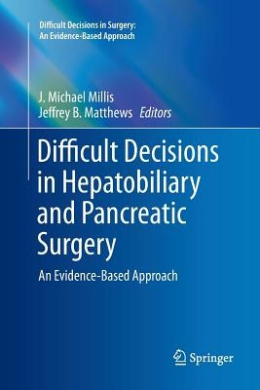 Difficult Decisions in Surgery:
An Evidence-Based Approach
J. Michael Millis
Jeffrey B. Matthews Editors
Difficult Decisions
in Hepatobiliary
and Pancreatic
Surgery
An Evidence-Based Approach
Springer